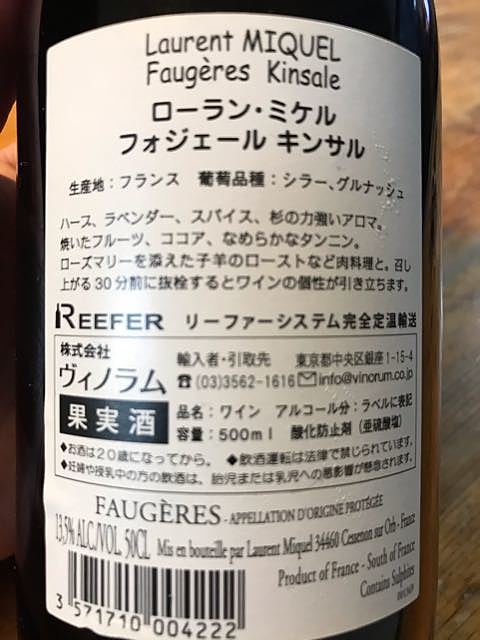 Laurent MIQUEL
Faugères Kinsale
ローラン・ミケル
フォジェール キンサル
生産地：フランス 葡萄品種：シラー、グルナッシュ
ハース、ラベンダー、スパイス、杉の力強いアロマ。
焼いたフルーツ、ココア、なめらかなタンニン。
ローズマリーを添えた子羊のローストなど肉料理と。召し
上がる30分前に抜栓するとワインの個性が引き立ちます。
REEFER リーファーシステム完全定温輸送
株式会社
ヴィノラム
輸入者・引取先 東京都中央区銀座1-15-4
☎(03)3562-1616 ✉info@vinorum.co.jp
果実酒
品名：ワイン アルコール分：ラベルに表記
容量：500ml 酸化防止剤（亜硫酸塩）
◆お酒は20歳になってから。 ◆飲酒運転は法律で禁じられています。
◆妊娠や授乳中の方の飲酒は、胎児または乳児への悪影響が懸念されます。
FAUGÈRES - APPELLATION D'ORIGINE PROTÉGÉE
13,5% ALC/VOL. 50CL Mis en bouteille par Laurent Miquel 34460 Cessenon sur Orb - France
Product of France - South of France
Contains Sulphites
3 571710 004222